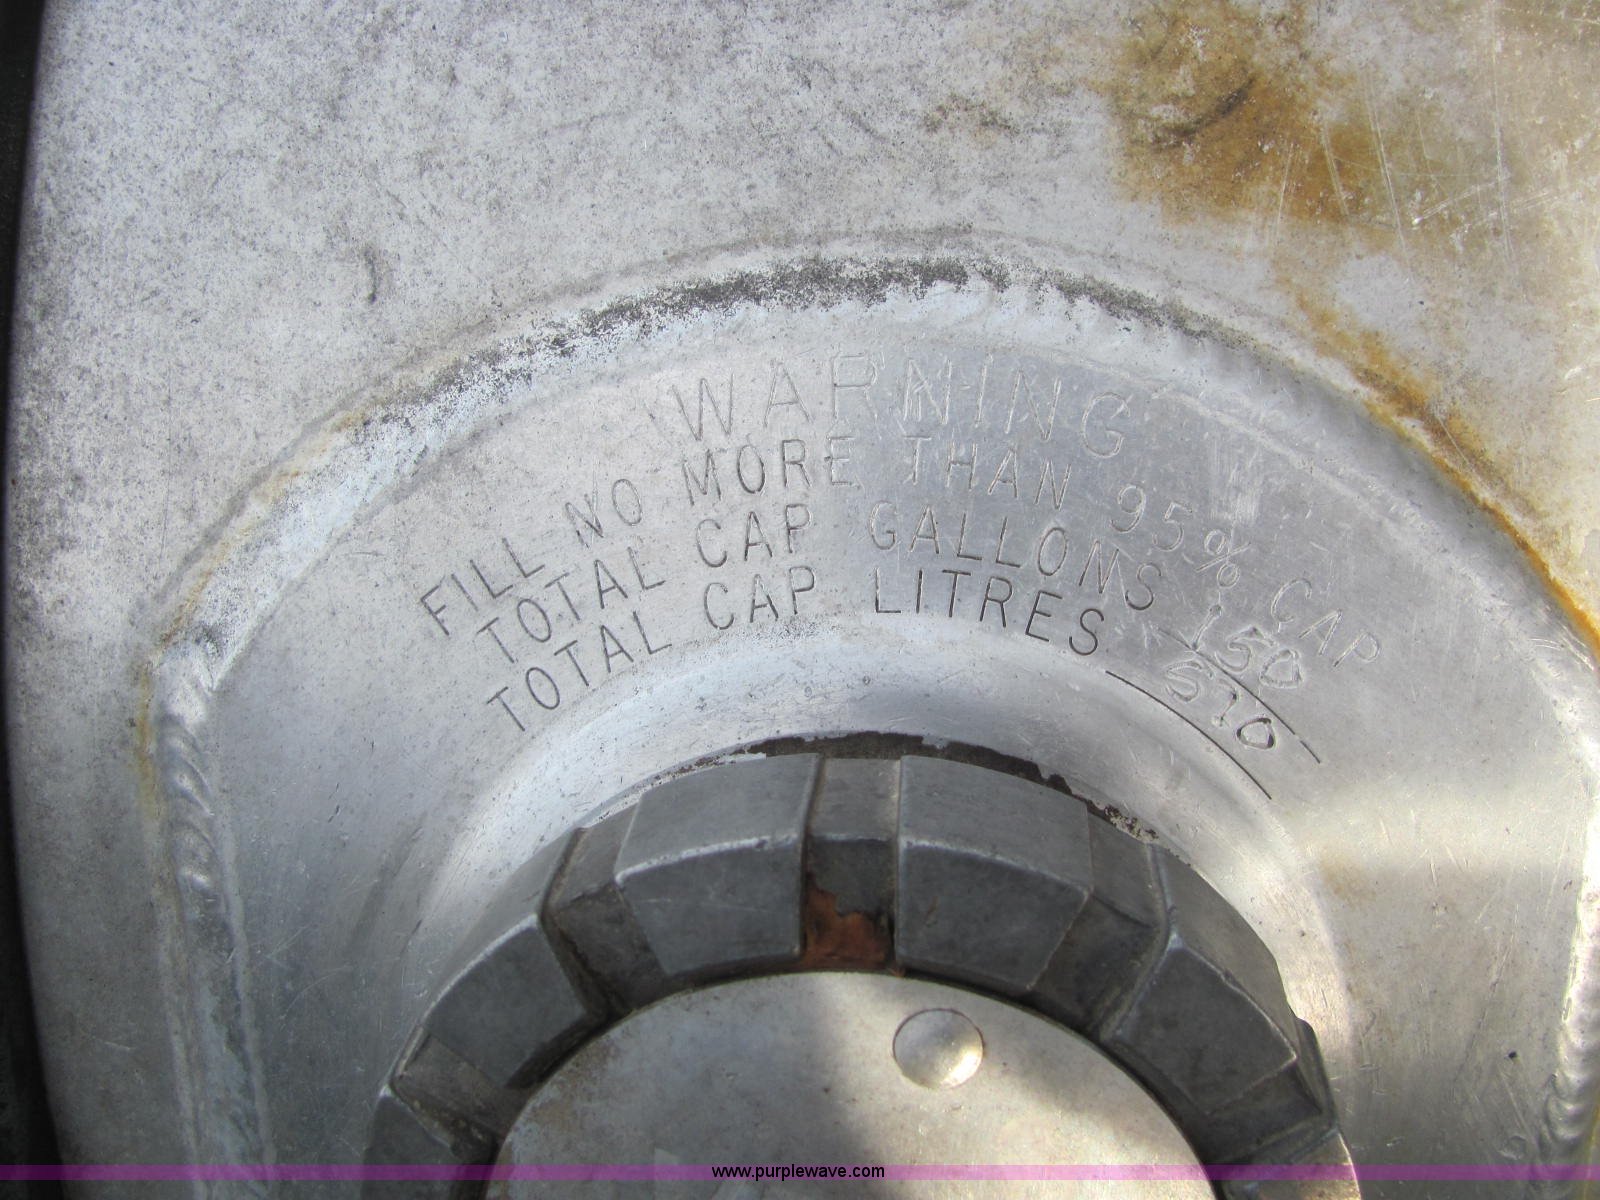 WARNING
FILL NO MORE THAN 95% CAP
TOTAL CAP GALLONS 150
TOTAL CAP LITRES 570
www.purplewave.com